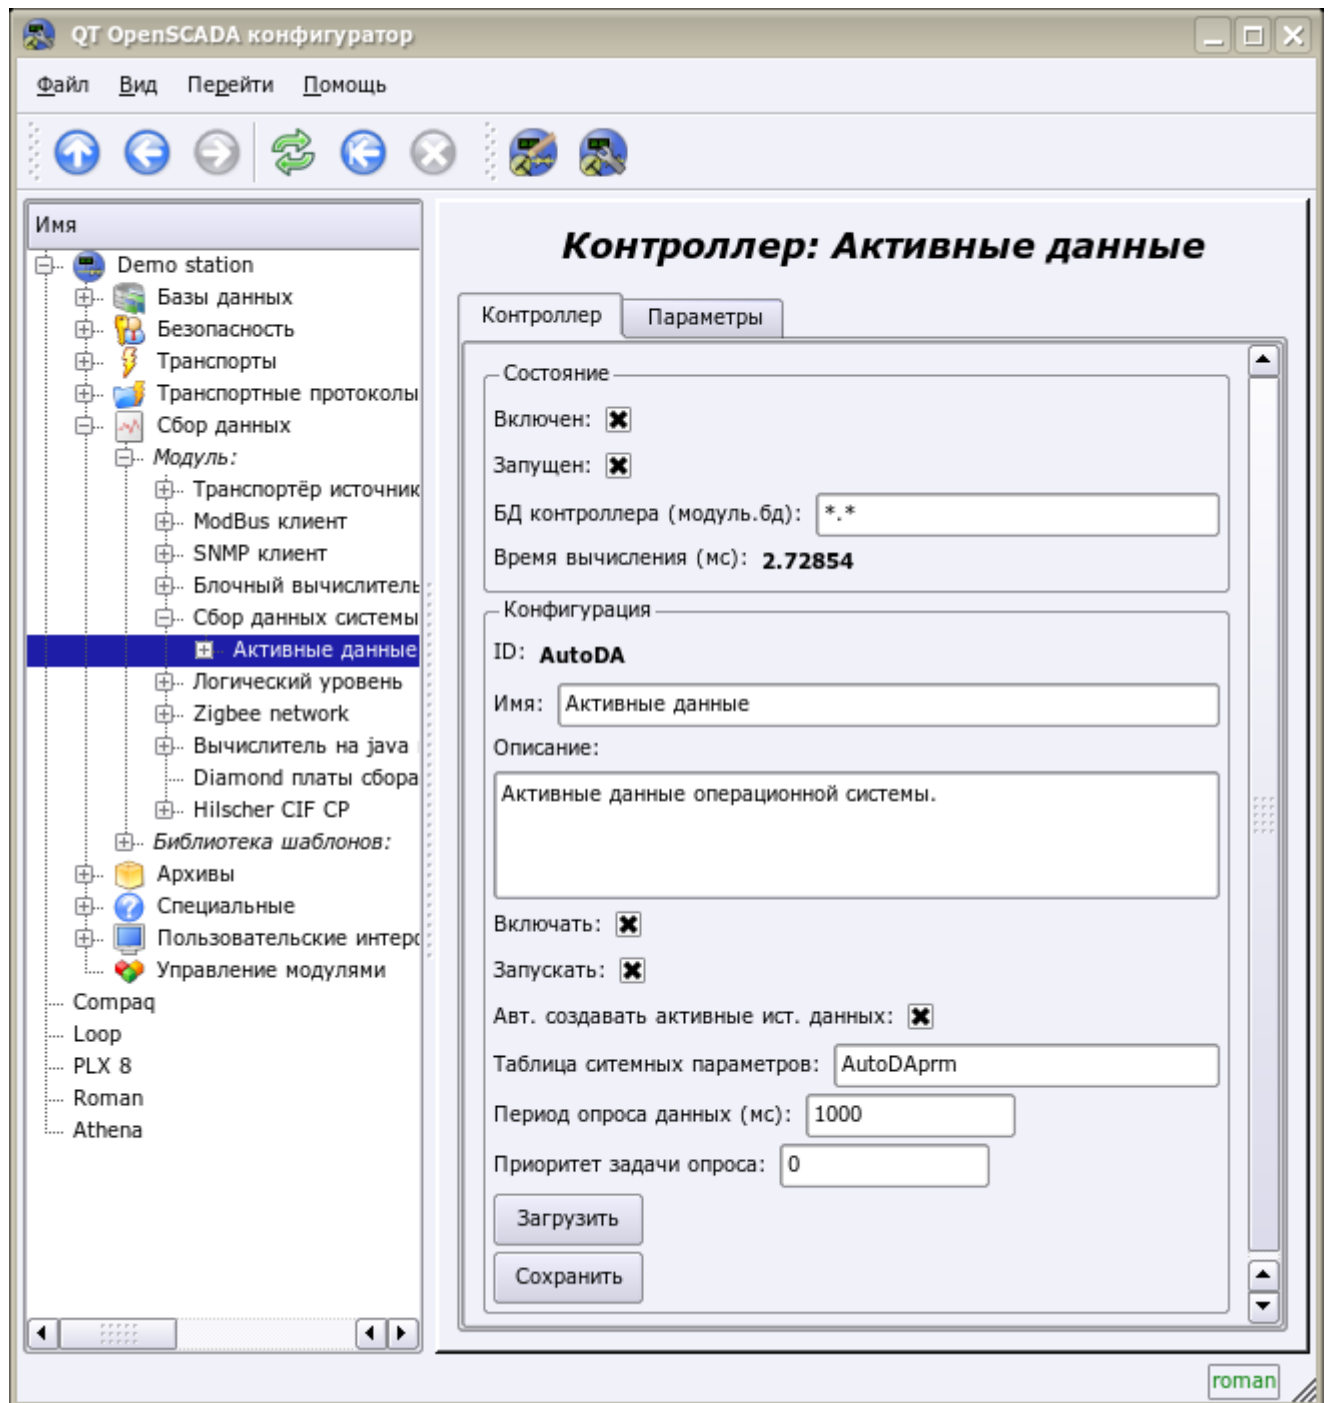 QT OpenSCADA конфигуратор
Файл Вид Перейти Помощь
Имя
Demo station
Базы данных
Безопасность
Транспорты
Транспортные протоколы
Сбор данных
Модуль:
Транспортёр источник
ModBus клиент
SNMP клиент
Блочный вычислитель
Сбор данных системы
Активные данные
Логический уровень
Zigbee network
Вычислитель на java
Diamond платы сбора
Hilscher CIF CP
Библиотека шаблонов:
Архивы
Специальные
Пользовательские интерф
Управление модулями
Compaq
Loop
PLX 8
Roman
Athena
Контроллер: Активные данные
Контроллер Параметры
Состояние
Включен:
Запущен:
БД контроллера (модуль.бд): *.*
Время вычисления (мс): 2.72854
Конфигурация
ID: AutoDA
Имя: Активные данные
Описание:
Активные данные операционной системы.
Включать:
Запускать:
Авт. создавать активные ист. данных:
Таблица ситемных параметров: AutoDAprm
Период опроса данных (мс): 1000
Приоритет задачи опроса: 0
Загрузить
Сохранить
roman